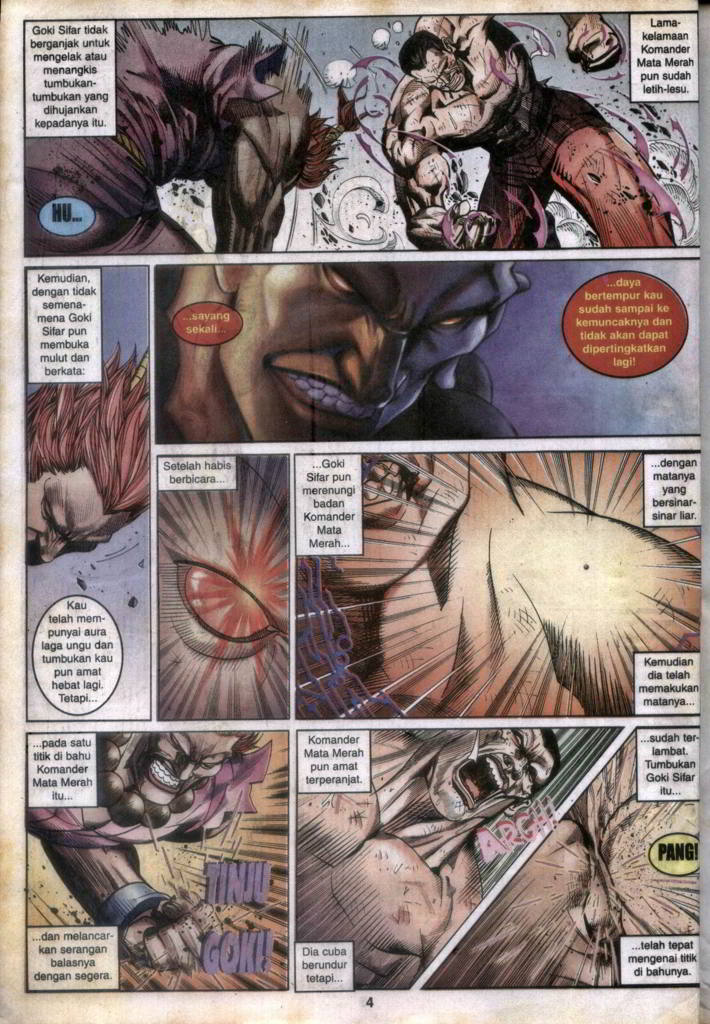 Goki Sifar tidak
berganjak untuk
mengelak atau
menangkis
tumbukan-
tumbukan yang
dihujankan
kepadanya itu.
Lama-
kelamaan
Komander
Mata Merah
pun sudah
letih-lesu.
HU...
Kemudian,
dengan tidak
semena-
mena Goki
Sifar pun
membuka
mulut dan
berkata:
Kau
telah mem-
punyai aura
laga ungu dan
tumbukan kau
pun amat
hebat lagi.
Tetapi...
...sayang
sekali...
...daya
bertempur kau
sudah sampai ke
kemuncaknya dan
tidak akan dapat
dipertingkatkan
lagi!
Setelah habis
berbicara...
...Goki
Sifar pun
merenungi
badan
Komander
Mata
Merah...
...dengan
matanya
yang
bersinar-
sinar liar.
Kemudian
dia telah
memakukan
matanya...
...pada satu
titik di bahu
Komander
Mata Merah
itu...
TINJU
GOKI!
...dan melancar-
kan serangan
balasnya
dengan segera.
Komander
Mata Merah
pun amat
terperanjat.
ARGH!
Dia cuba
berundur
tetapi...
...sudah ter-
lambat.
Tumbukan
Goki Sifar
itu...
PANG!
...telah tepat
mengenai titik
di bahunya.
4